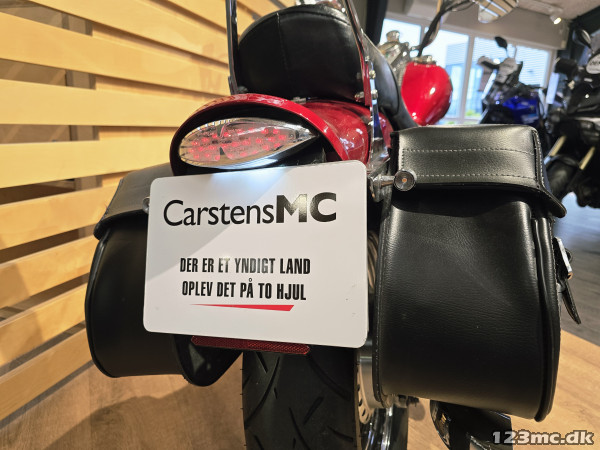 CarstensMC
DER ER ET YNDIGT LAND
OPLEV DET PÅ TO HJUL
123mc.dk